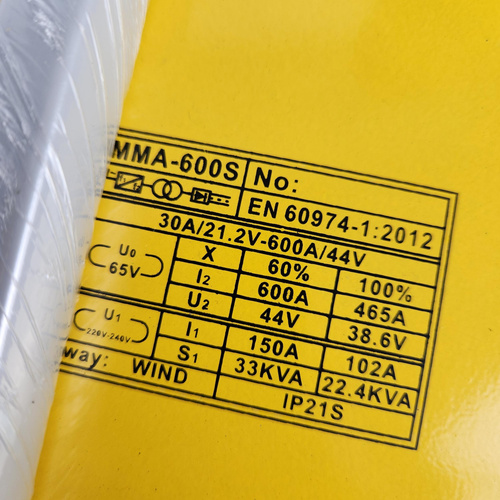 MMA-600S No:
EN 60974-1:2012
30A/21.2V-600A/44V
U0 65V X 60% 100%
I2 600A 465A
U2 44V 38.6V
U1 220V-240V I1 150A 102A
S1 33KVA 22.4KVA
way: WIND IP21S